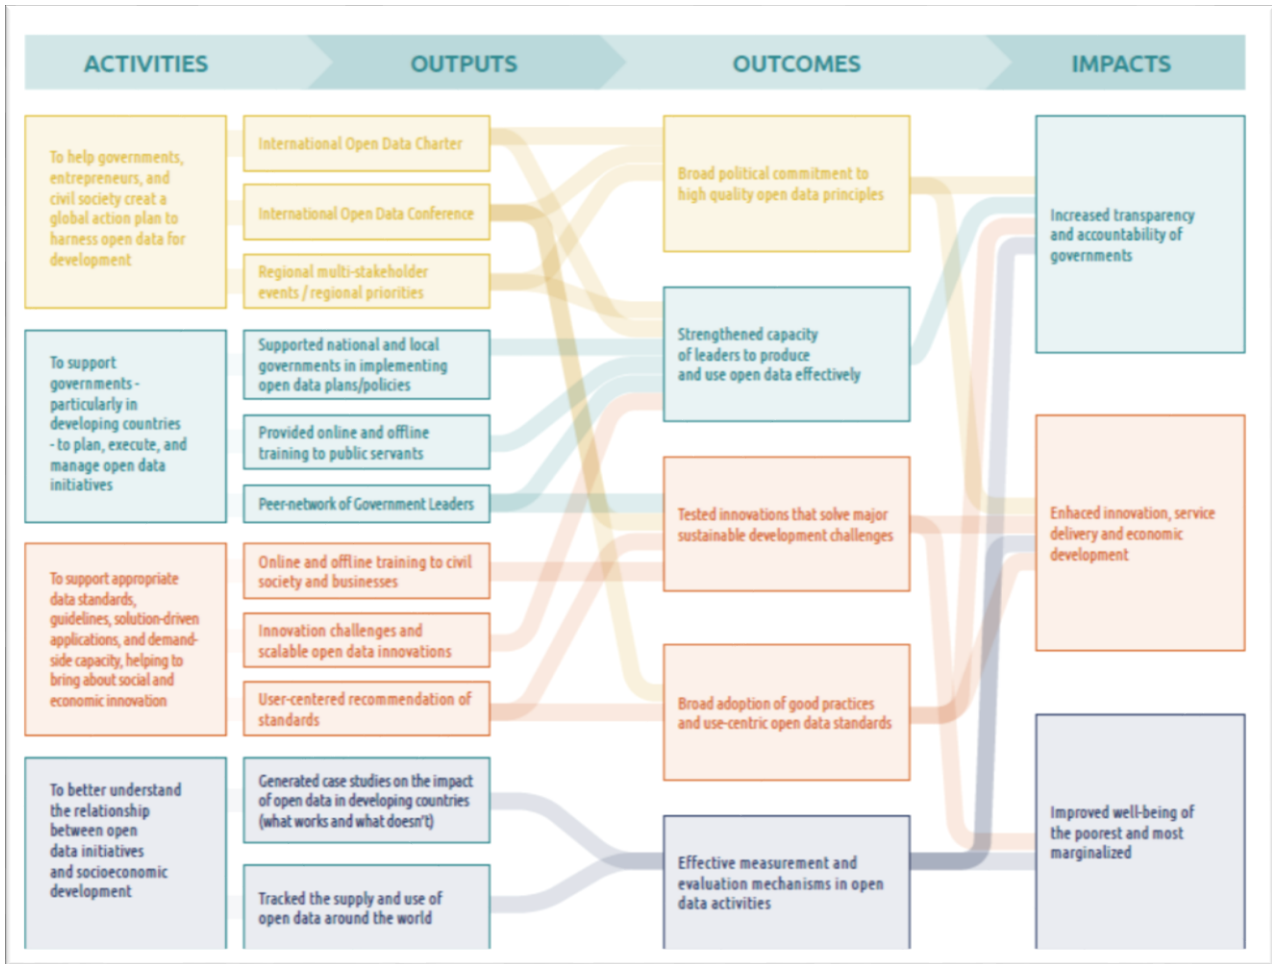 ACTIVITIES
OUTPUTS
OUTCOMES
IMPACTS
To help governments,
entrepreneurs, and
civil society creat a
global action plan to
harness open data for
development
To support
governments -
particularly in
developing countries
- to plan, execute, and
manage open data
initiatives
To support appropriate
data standards,
guidelines, solution-driven
applications, and demand-
side capacity, helping to
bring about social and
economic innovation
To better understand
the relationship
between open
data initiatives
and socioeconomic
development
International Open Data Charter
International Open Data Conference
Regional multi-stakeholder
events / regional priorities
Supported national and local
governments in implementing
open data plans/policies
Provided online and offline
training to public servants
Peer-network of Government Leaders
Online and offline training to civil
society and businesses
Innovation challenges and
scalable open data innovations
User-centered recommendation of
standards
Generated case studies on the impact
of open data in developing countries
(what works and what doesn't)
Tracked the supply and use of
open data around the world
Broad political commitment to
high quality open data principles
Strengthened capacity
of leaders to produce
and use open data effectively
Tested innovations that solve major
sustainable development challenges
Broad adoption of good practices
and use-centric open data standards
Effective measurement and
evaluation mechanisms in open
data activities
Increased transparency
and accountability of
governments
Enhaced innovation, service
delivery and economic
development
Improved well-being of
the poorest and most
marginalized